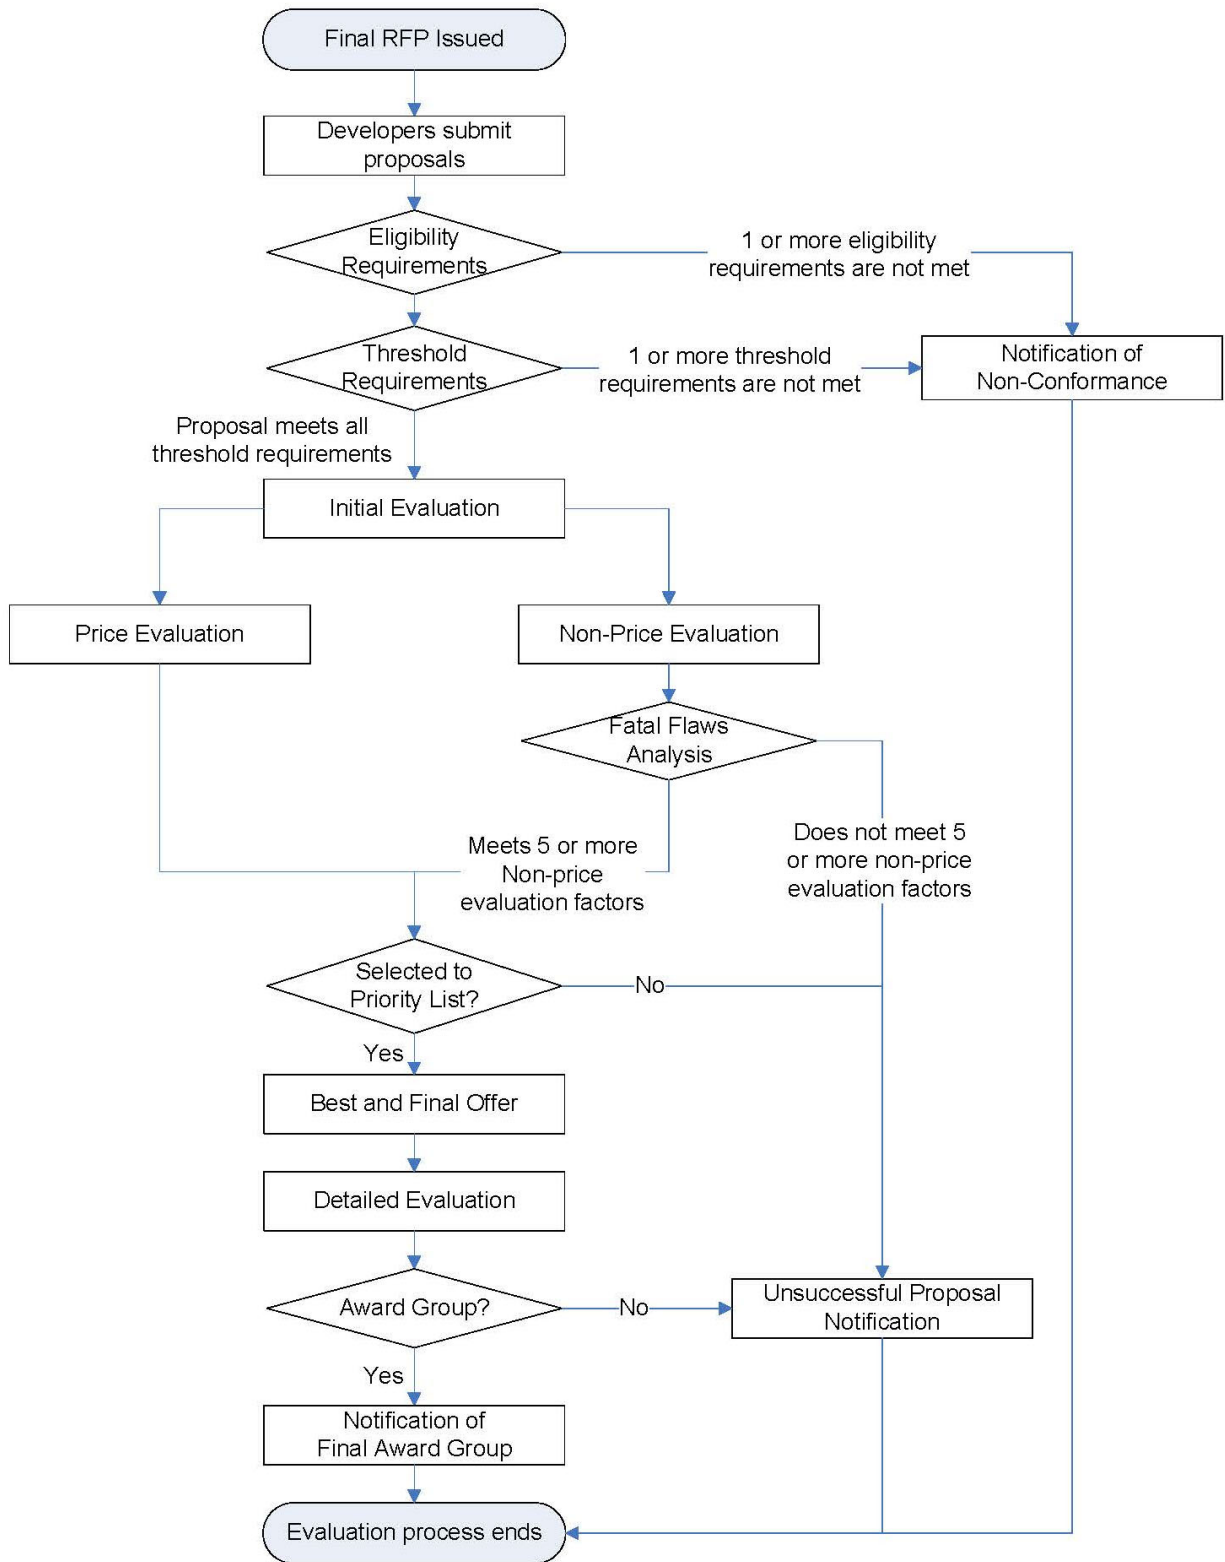 Final RFP Issued
Developers submit
proposals
Eligibility
Requirements
1 or more eligibility
requirements are not met
Threshold
Requirements
1 or more threshold
requirements are not met
Notification of
Non-Conformance
Proposal meets all
threshold requirements
Initial Evaluation
Price Evaluation
Non-Price Evaluation
Fatal Flaws
Analysis
Meets 5 or more
Non-price
evaluation factors
Does not meet 5
or more non-price
evaluation factors
Selected to
Priority List?
No
Yes
Best and Final Offer
Detailed Evaluation
Award Group?
No
Unsuccessful Proposal
Notification
Yes
Notification of
Final Award Group
Evaluation process ends